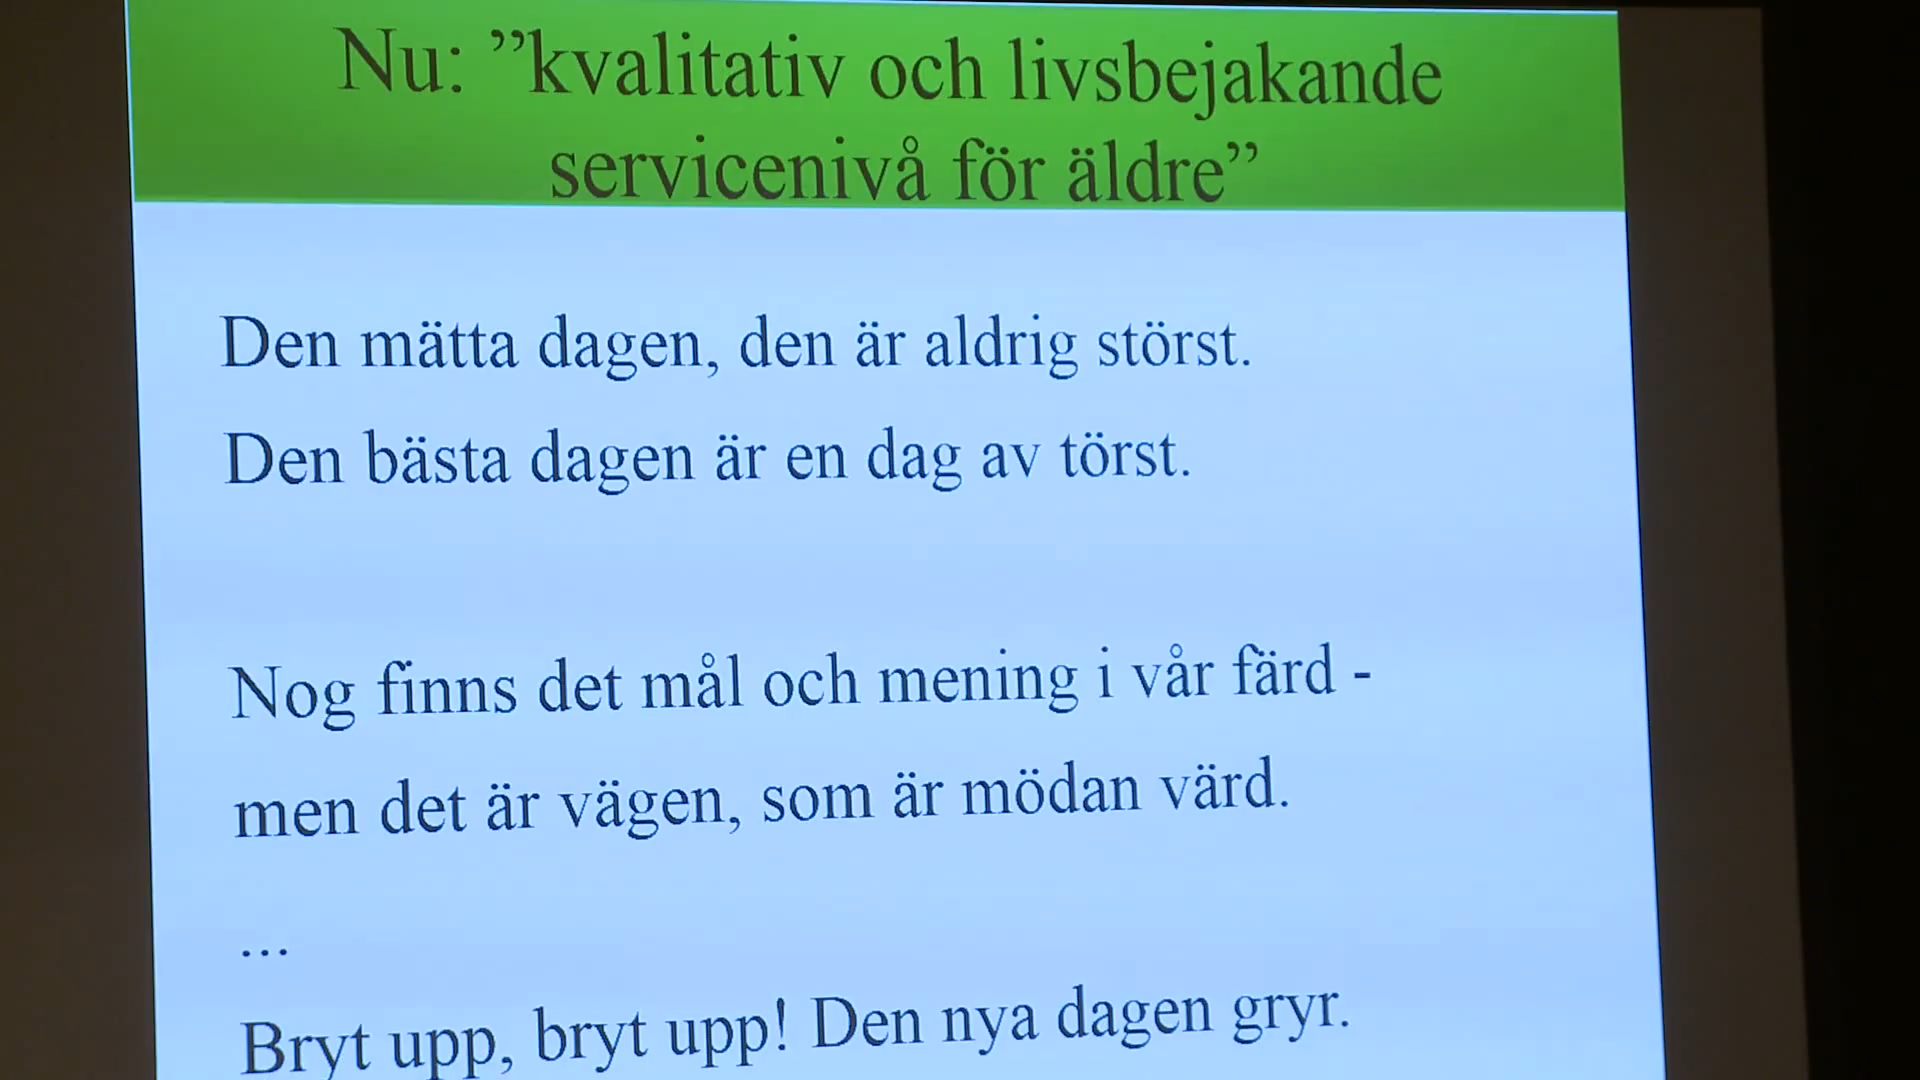 Nu: ”kvalitativ och livsbejakande
servicenivå för äldre”
Den mätta dagen, den är aldrig störst.
Den bästa dagen är en dag av törst.
Nog finns det mål och mening i vår färd -
men det är vägen, som är mödan värd.
...
Bryt upp, bryt upp! Den nya dagen gryr.